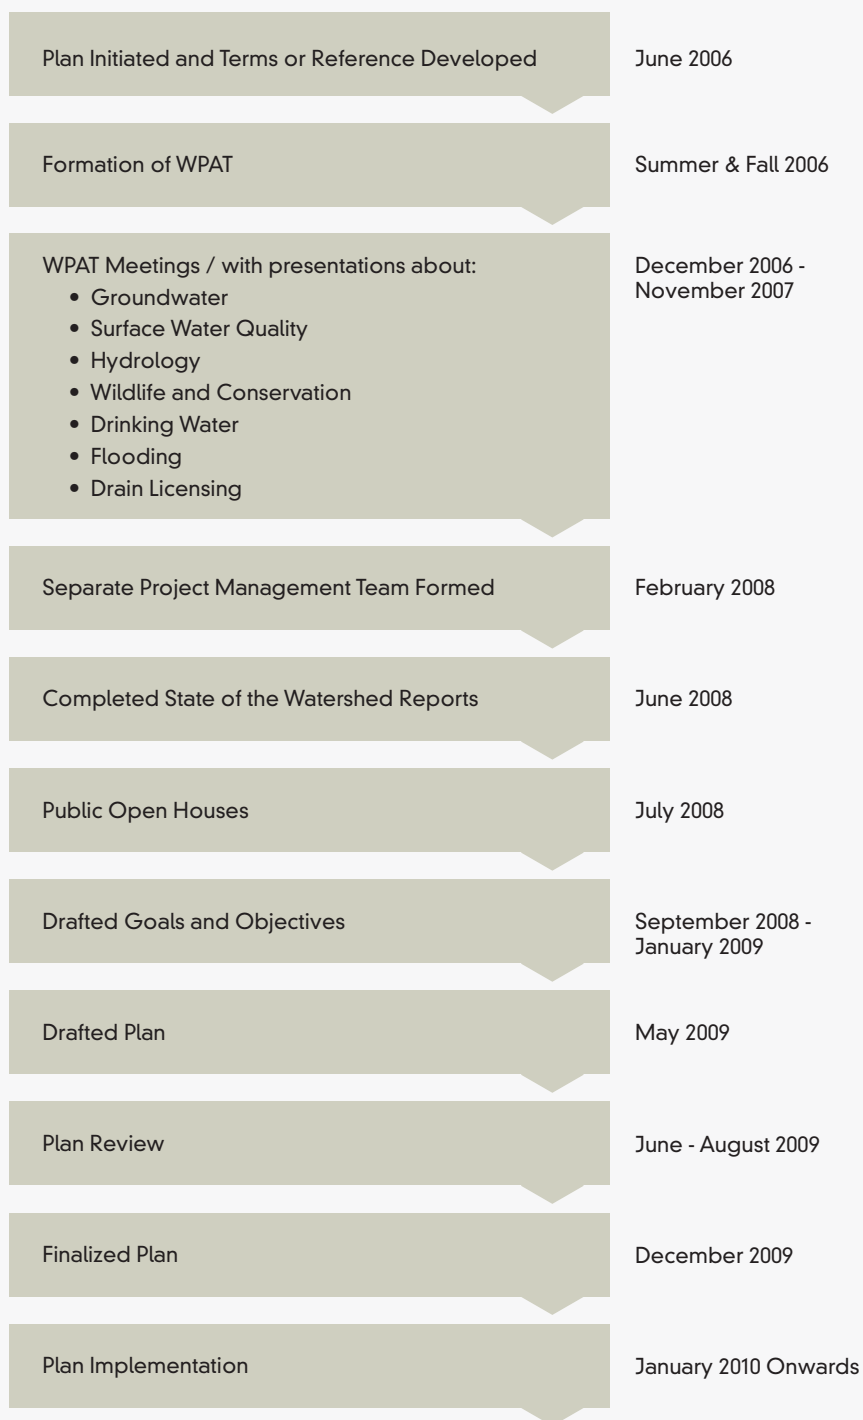 Plan Initiated and Terms or Reference Developed
June 2006
Formation of WPAT
Summer & Fall 2006
WPAT Meetings / with presentations about:
• Groundwater
• Surface Water Quality
• Hydrology
• Wildlife and Conservation
• Drinking Water
• Flooding
• Drain Licensing
December 2006 -
November 2007
Separate Project Management Team Formed
February 2008
Completed State of the Watershed Reports
June 2008
Public Open Houses
July 2008
Drafted Goals and Objectives
September 2008 -
January 2009
Drafted Plan
May 2009
Plan Review
June - August 2009
Finalized Plan
December 2009
Plan Implementation
January 2010 Onwards